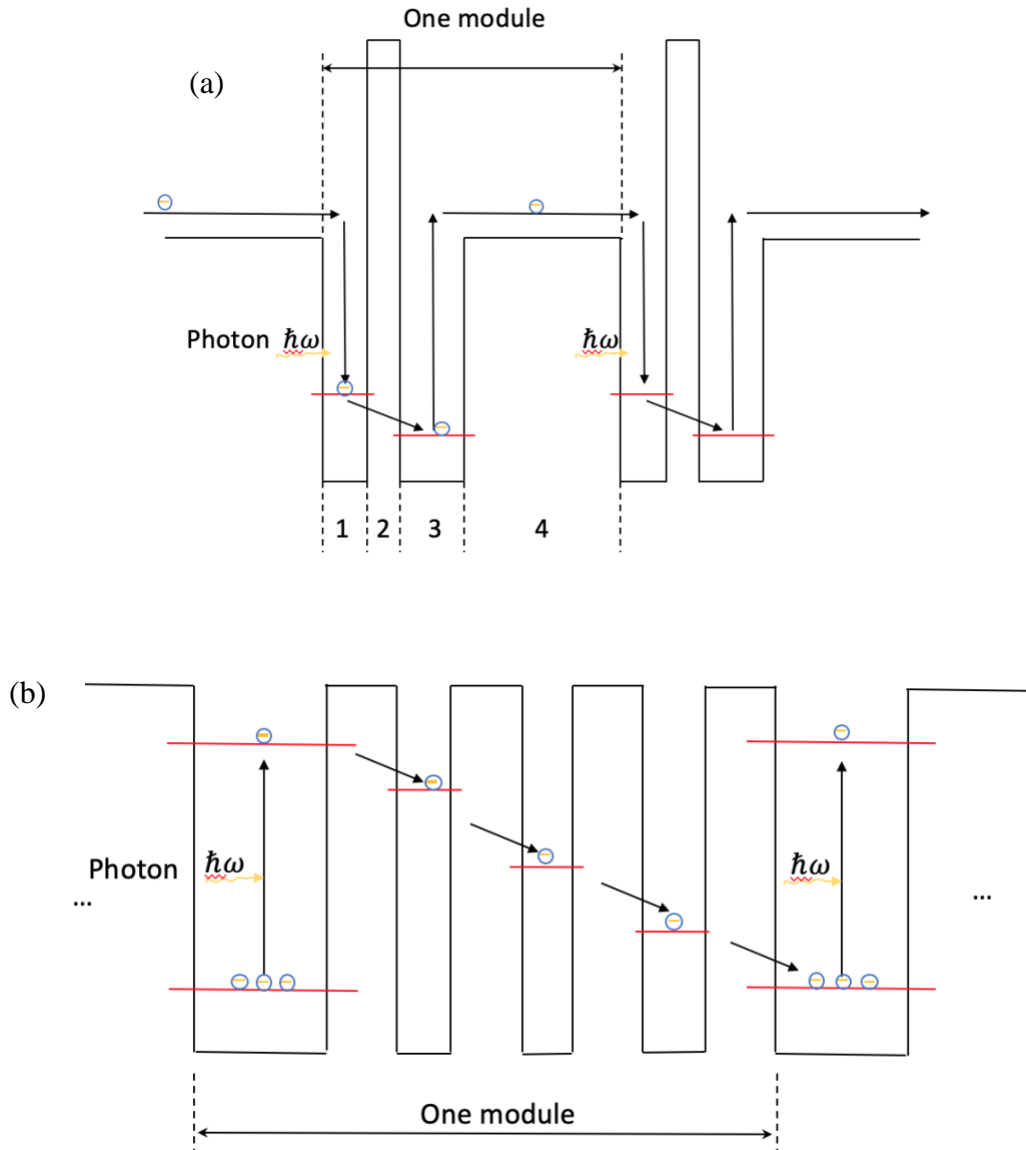 One module
(a)
Photon ħω ħω
1 2 3 4
(b)
Photon ħω ħω
... ...
One module